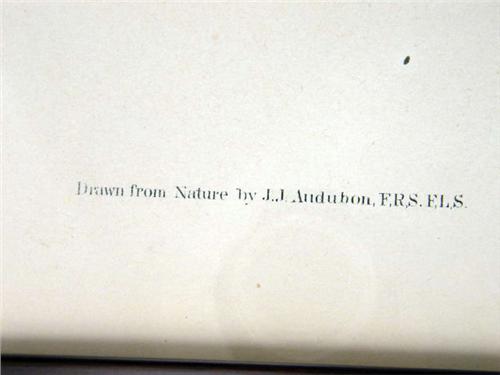 Drawn from Nature by J.J. Audubon, F,R,S. F,L,S.